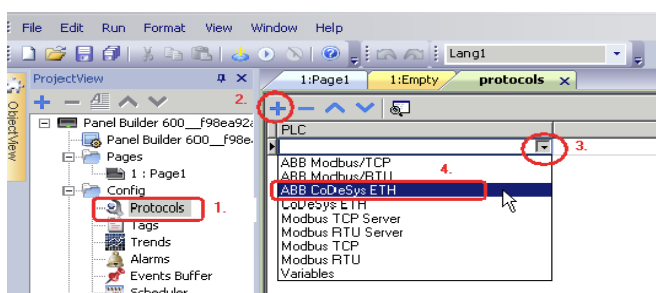 File Edit Run Format View Window Help
Lang1
ProjectView
1:Page1 1:Empty protocols
ObjectView
2.
Panel Builder 600__f98ea92
Panel Builder 600__f98e
Pages
1 : Page1
Config
Protocols 1.
Tags
Trends
Alarms
Events Buffer
Scheduler
PLC
3.
ABB Modbus/TCP
ABB Modbus/RTU
4.
ABB CoDeSys ETH
CoDeSys ETH
Modbus TCP Server
Modbus RTU Server
Modbus TCP
Modbus RTU
Variables